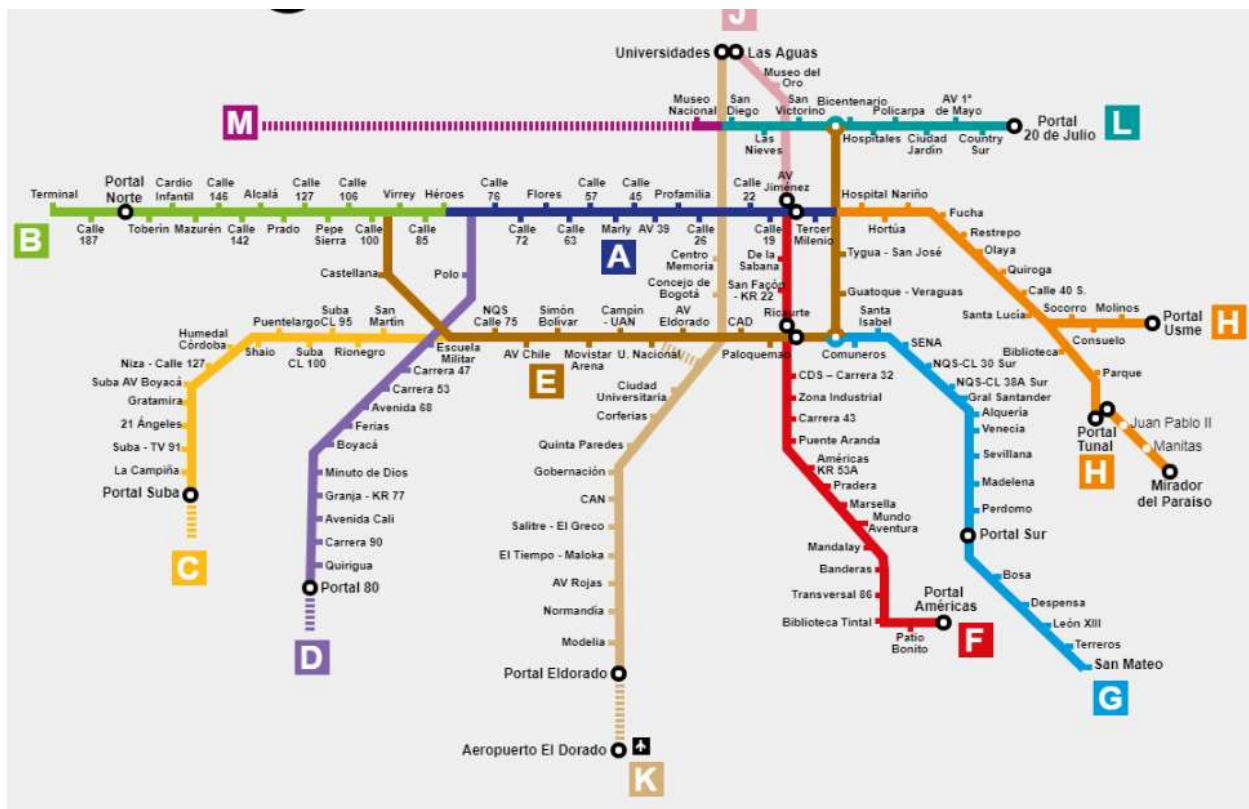 J
Universidades
Las Aguas
Museo del
Oro
Museo
Nacional
San
Diego
San
Victorino
Bicentenario
Policarpa
AV 1ª
de Mayo
M
Las
Nieves
Hospitales
Ciudad
Jardín
Country
Sur
Portal
20 de Julio
L
Terminal
Portal
Norte
Cardio
Infantil
Calle
146
Alcalá
Calle
127
Calle
106
Virrey
Héroes
Calle
76
Flores
Calle
57
Calle
45
Profamilia
Calle
22
AV
Jiménez
Hospital Nariño
B
Calle
187
Toberin
Mazurén
Calle
142
Prado
Pepe
Sierra
Calle
100
Calle
85
Calle
72
Calle
63
Marly
AV 39
Calle
26
Calle
19
Tercer
Milenio
Hortúa
A
Fucha
Restrepo
Olaya
Quiroga
Calle 40 S.
Santa Lucía
Socorro
Molinos
Consuelo
Portal
Usme
H
Biblioteca
Parque
Portal
Tunal
H
Juan Pablo II
Manitas
Mirador
del Paraiso
Centro
Memoria
Concejo de
Bogotá
De la
Sabana
San Façon
- KR 22
Ricaurte
Tygua - San José
Guatoque - Veraguas
Castellana
Polo
Humedal
Córdoba
Puentelargo
Suba
CL 95
San
Martín
Shaio
Suba
CL 100
Rionegro
Escuela
Militar
NQS
Calle 75
Simón
Bolivar
Campin
- UAN
AV
Eldorado
CAD
AV Chile
Movistar
Arena
U. Nacional
Paloquemao
E
Santa
Isabel
Comuneros
SENA
NQS-CL 30 Sur
NQS-CL 38A Sur
Gral Santander
Alquería
Venecia
Sevillana
Madelena
Perdomo
Portal Sur
Bosa
Despensa
León XIII
Terreros
San Mateo
G
Niza - Calle 127
Suba AV Boyacá
Gratamira
21 Ángeles
Suba - TV 91
La Campiña
Portal Suba
C
Carrera 47
Carrera 53
Avenida 68
Ferias
Boyacá
Minuto de Dios
Granja - KR 77
Avenida Cali
Carrera 90
Quirigua
Portal 80
D
Ciudad
Universitaria
Corferias
Quinta Paredes
Gobernación
CAN
Salitre - El Greco
El Tiempo - Maloka
AV Rojas
Normandía
Modelia
Portal Eldorado
Aeropuerto El Dorado
K
CDS – Carrera 32
Zona Industrial
Carrera 43
Puente Aranda
Américas
KR 53A
Pradera
Marsella
Mundo
Aventura
Mandalay
Banderas
Transversal 86
Biblioteca Tintal
Patio
Bonito
Portal
Américas
F